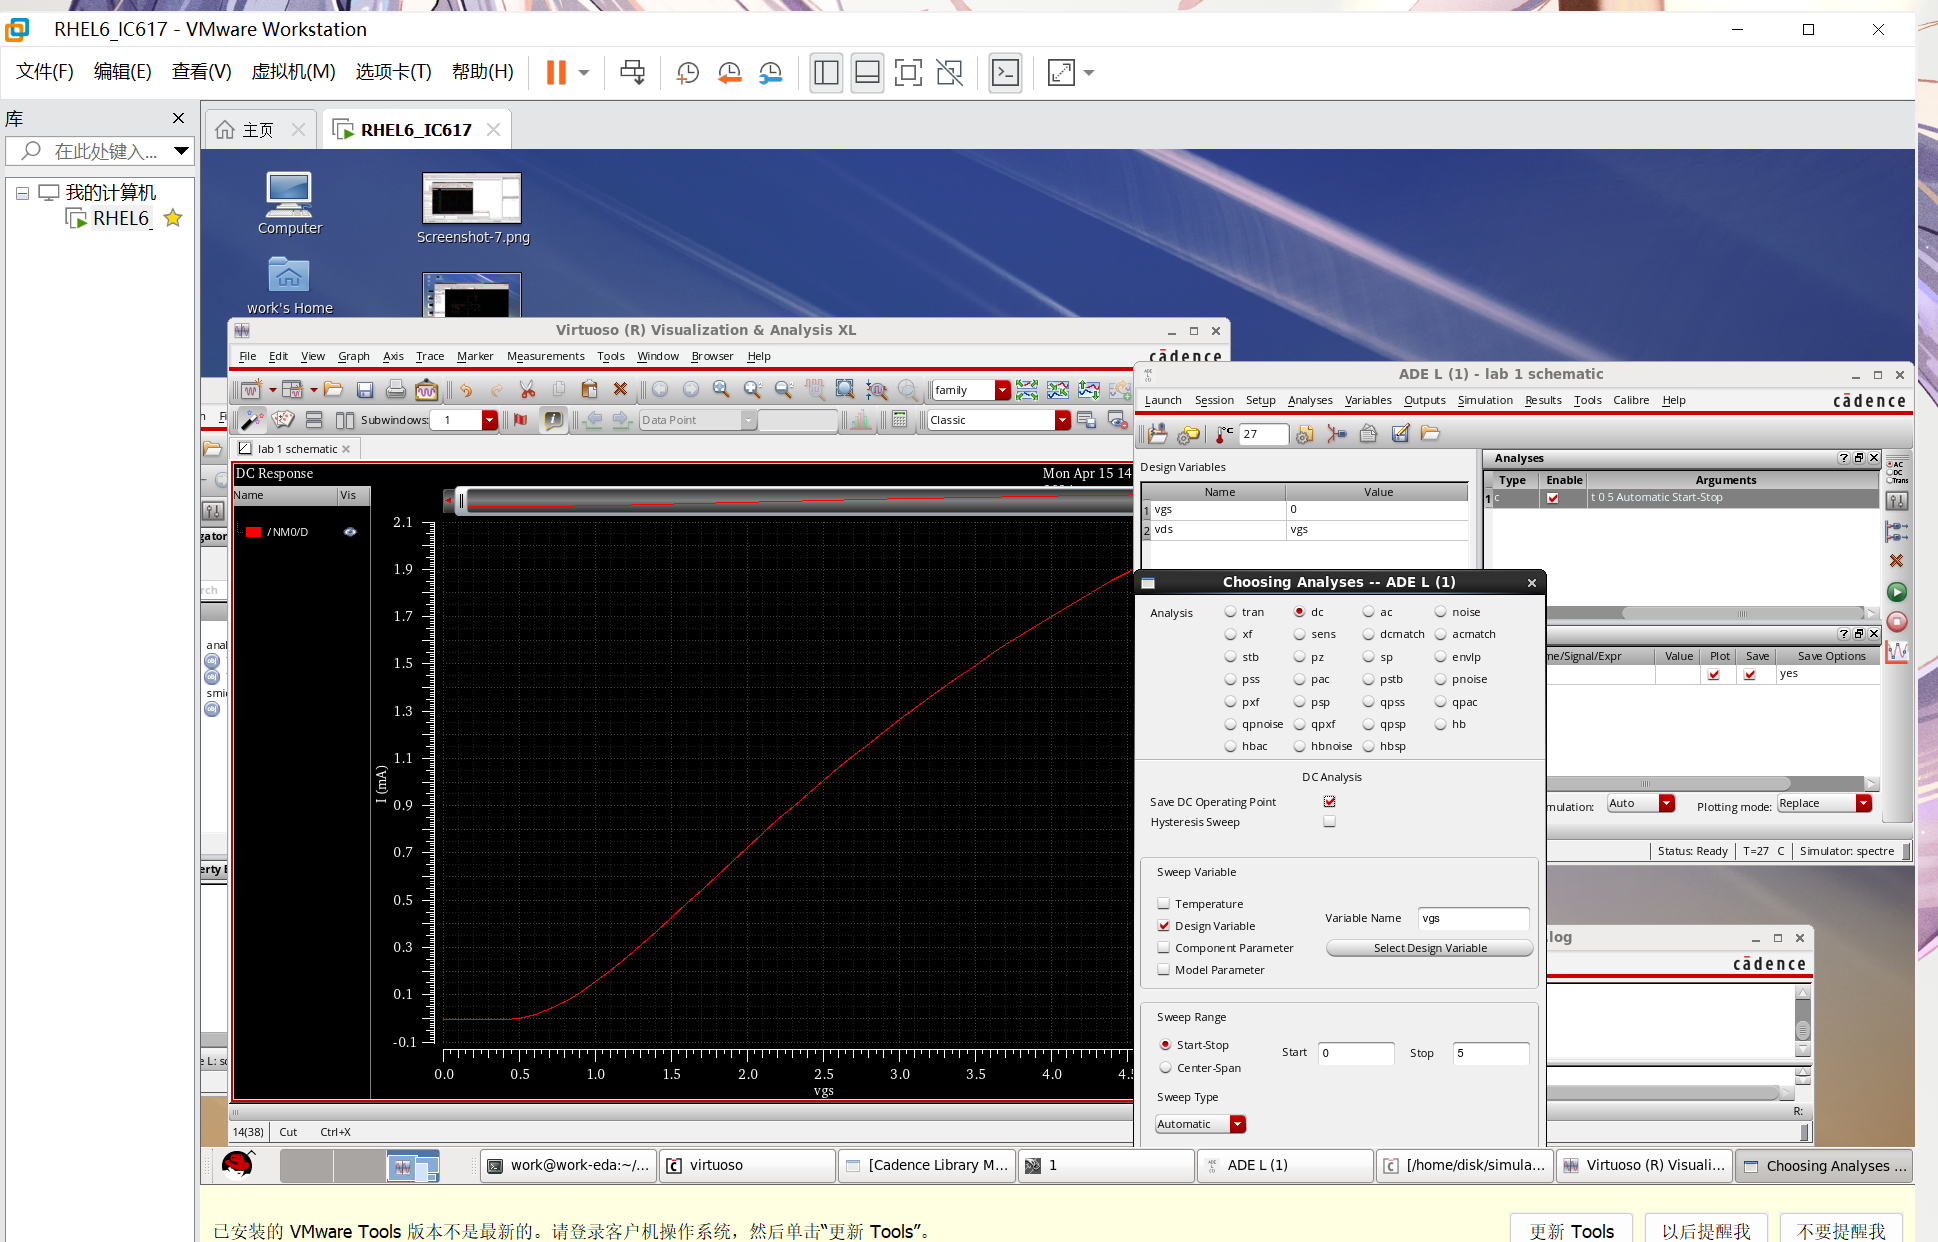 RHEL6_IC617 - VMware Workstation
文件(F) 编辑(E) 查看(V) 虚拟机(M) 选项卡(T) 帮助(H)
库
主页
RHEL6_IC617
在此处键入...
我的计算机
RHEL6_
Computer
Screenshot-7.png
work's Home
Virtuoso (R) Visualization & Analysis XL
File Edit View Graph Axis Trace Marker Measurements Tools Window Browser Help
cādence
family
Subwindows: 1
Data Point
Classic
lab 1 schematic
DC Response
Mon Apr 15 14
Name Vis
/NM0/D
2.1
1.9
1.7
1.5
1.3
1.1
0.9
0.7
0.5
0.3
0.1
-0.1
I (mA)
0.0 0.5 1.0 1.5 2.0 2.5 3.0 3.5 4.0 4.5
vgs
14(38) Cut Ctrl+X
gator
rch
anal
smi
erty E
e L: sc
ADE L (1) - lab 1 schematic
Launch Session Setup Analyses Variables Outputs Simulation Results Tools Calibre Help
cādence
°C 27
Design Variables
Name Value
1 vgs 0
2 vds vgs
Analyses
Type Enable Arguments
1 c t 0 5 Automatic Start-Stop
AC
DC
Trans
me/Signal/Expr Value Plot Save Save Options
yes
mulation: Auto Plotting mode: Replace
Status: Ready T=27 C Simulator: spectre
Choosing Analyses -- ADE L (1)
Analysis tran dc ac noise
xf sens dcmatch acmatch
stb pz sp envlp
pss pac pstb pnoise
pxf psp qpss qpac
qpnoise qpxf qpsp hb
hbac hbnoise hbsp
DC Analysis
Save DC Operating Point
Hysteresis Sweep
Sweep Variable
Temperature
Design Variable
Component Parameter
Model Parameter
Variable Name vgs
Select Design Variable
Sweep Range
Start-Stop
Center-Span
Start 0 Stop 5
Sweep Type
Automatic
.log
cādence
R:
work@work-eda:~/...
virtuoso
[Cadence Library M...
1
ADE L (1)
[/home/disk/simula...
Virtuoso (R) Visuali...
Choosing Analyses ...
已安装的 VMware Tools 版本不是最新的。请登录客户机操作系统，然后单击“更新 Tools”。
更新 Tools
以后提醒我
不要提醒我